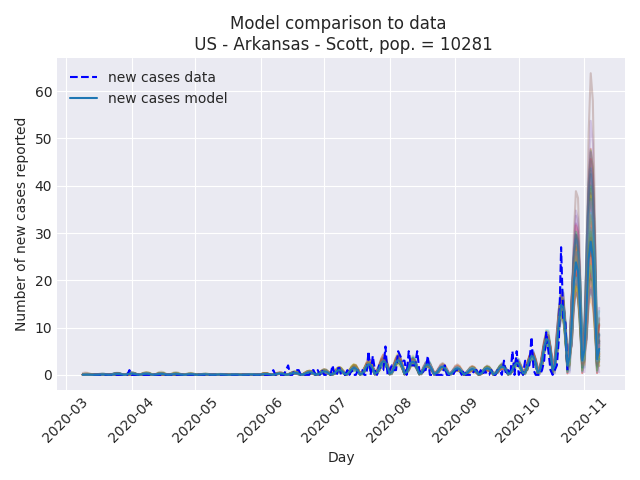 Model comparison to data
US - Arkansas - Scott, pop. = 10281
new cases data
new cases model
Number of new cases reported
60
50
40
30
20
10
0
2020-03
2020-04
2020-05
2020-06
2020-07
2020-08
2020-09
2020-10
2020-11
Day